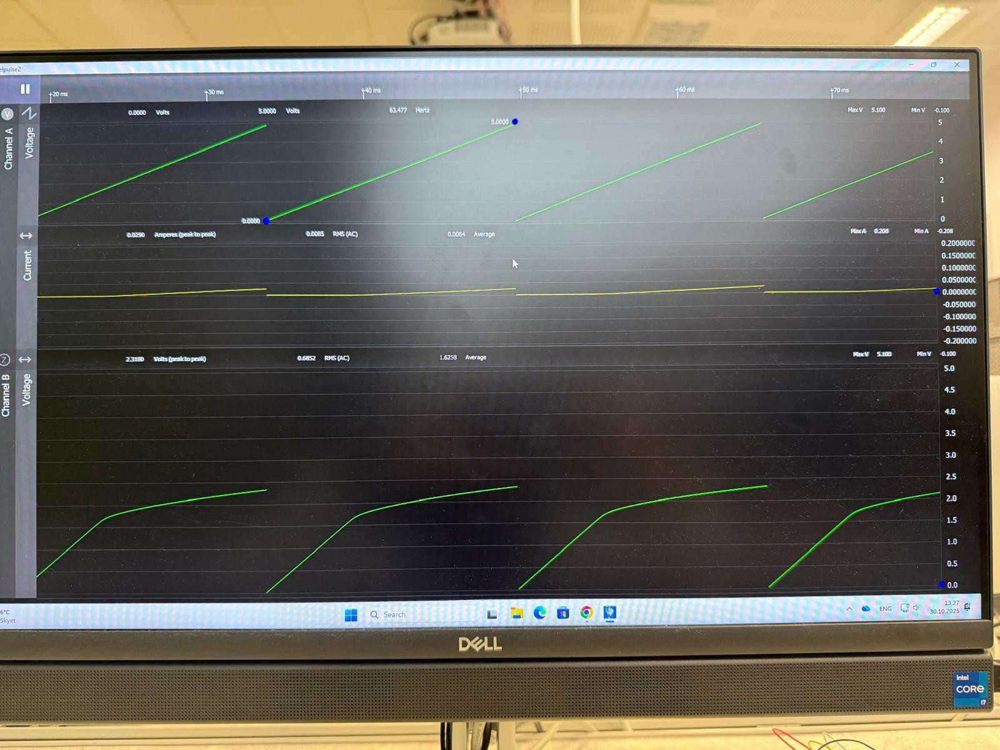 elpulse2
+20 ms +30 ms +40 ms +50 ms +60 ms +70 ms
V
Channel A
Voltage
0.0000 Volts 5.0000 Volts 63.477 Hertz Max V 5.100 Min V -0.100
5.0000
0.0000
5
4
3
2
1
0
Current
0.0290 Amperes (peak to peak) 0.0085 RMS (AC) 0.0084 Average Max A 0.208 Min A -0.208
0.200000
0.150000
0.100000
0.050000
0.000000
-0.050000
-0.100000
-0.150000
-0.200000
Z
Channel B
Voltage
2.3180 Volts (peak to peak) 0.6852 RMS (AC) 1.6258 Average Max V 5.100 Min V -0.100
5.0
4.5
4.0
3.5
3.0
2.5
2.0
1.5
1.0
0.5
0.0
6°C
Skyet
Search
ENG
13.27
30.10.2025
DELL
intel
CORE
i7